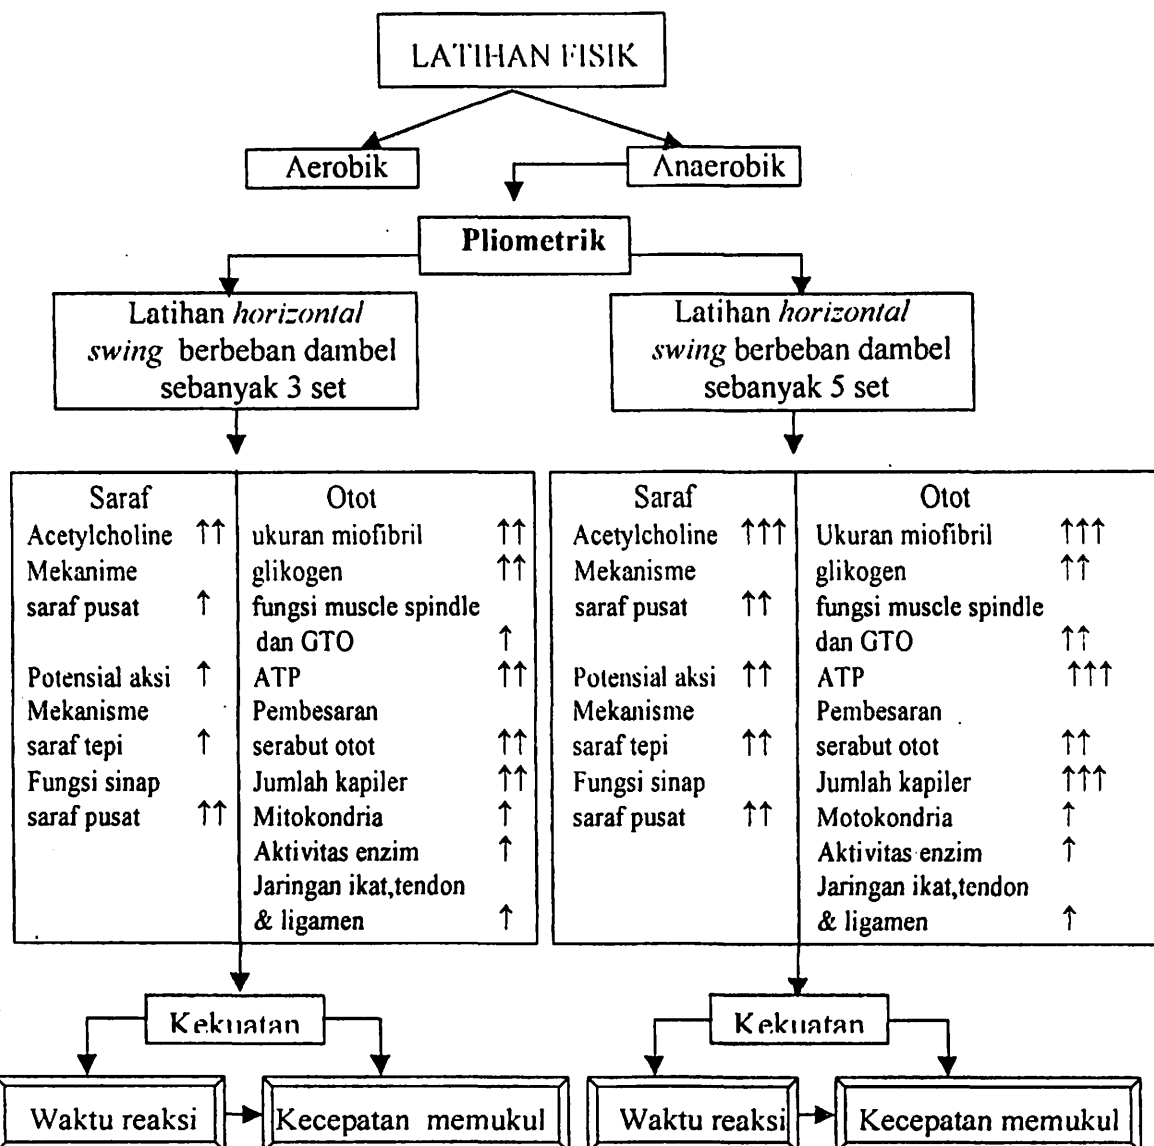 LATIHAN FISIK
Aerobik
Anaerobik
Pliometrik
Latihan horizontal
swing berbeban dambel
sebanyak 3 set
Latihan horizontal
swing berbeban dambel
sebanyak 5 set
Saraf
Acetylcholine ↑↑
Mekanime
saraf pusat ↑
Potensial aksi ↑
Mekanisme
saraf tepi ↑
Fungsi sinap
saraf pusat ↑↑
Otot
ukuran miofibril ↑↑
glikogen ↑↑
fungsi muscle spindle
dan GTO ↑
ATP ↑↑
Pembesaran
serabut otot ↑↑
Jumlah kapiler ↑↑
Mitokondria ↑
Aktivitas enzim ↑
Jaringan ikat,tendon
& ligamen ↑
Saraf
Acetylcholine ↑↑↑
Mekanisme
saraf pusat ↑↑
Potensial aksi ↑↑
Mekanisme
saraf tepi ↑↑
Fungsi sinap
saraf pusat ↑↑
Otot
Ukuran miofibril ↑↑↑
glikogen ↑↑
fungsi muscle spindle
dan GTO ↑↑
ATP ↑↑↑
Pembesaran
serabut otot ↑↑
Jumlah kapiler ↑↑↑
Motokondria ↑
Aktivitas enzim ↑
Jaringan ikat,tendon
& ligamen ↑
Kekuatan
Kekuatan
Waktu reaksi
Kecepatan memukul
Waktu reaksi
Kecepatan memukul